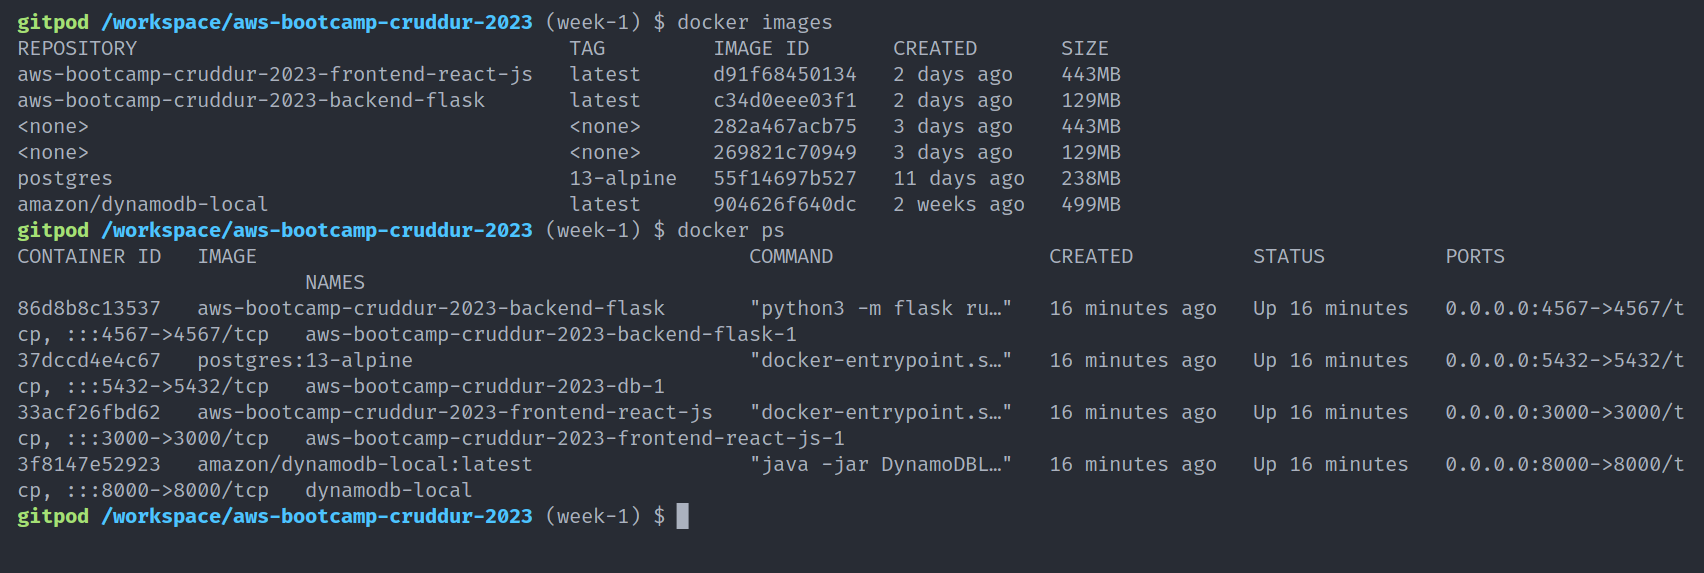 gitpod /workspace/aws-bootcamp-cruddur-2023 (week-1) $ docker images
REPOSITORY                                    TAG         IMAGE ID       CREATED       SIZE
aws-bootcamp-cruddur-2023-frontend-react-js   latest      d91f68450134   2 days ago    443MB
aws-bootcamp-cruddur-2023-backend-flask       latest      c34d0eee03f1   2 days ago    129MB
<none>                                        <none>      282a467acb75   3 days ago    443MB
<none>                                        <none>      269821c70949   3 days ago    129MB
postgres                                      13-alpine   55f14697b527   11 days ago   238MB
amazon/dynamodb-local                         latest      904626f640dc   2 weeks ago   499MB
gitpod /workspace/aws-bootcamp-cruddur-2023 (week-1) $ docker ps
CONTAINER ID   IMAGE                                         COMMAND                  CREATED          STATUS          PORTS
                        NAMES
86d8b8c13537   aws-bootcamp-cruddur-2023-backend-flask       "python3 -m flask ru…"   16 minutes ago   Up 16 minutes   0.0.0.0:4567->4567/t
cp, :::4567->4567/tcp   aws-bootcamp-cruddur-2023-backend-flask-1
37dccd4e4c67   postgres:13-alpine                            "docker-entrypoint.s…"   16 minutes ago   Up 16 minutes   0.0.0.0:5432->5432/t
cp, :::5432->5432/tcp   aws-bootcamp-cruddur-2023-db-1
33acf26fbd62   aws-bootcamp-cruddur-2023-frontend-react-js   "docker-entrypoint.s…"   16 minutes ago   Up 16 minutes   0.0.0.0:3000->3000/t
cp, :::3000->3000/tcp   aws-bootcamp-cruddur-2023-frontend-react-js-1
3f8147e52923   amazon/dynamodb-local:latest                  "java -jar DynamoDBL…"   16 minutes ago   Up 16 minutes   0.0.0.0:8000->8000/t
cp, :::8000->8000/tcp   dynamodb-local
gitpod /workspace/aws-bootcamp-cruddur-2023 (week-1) $